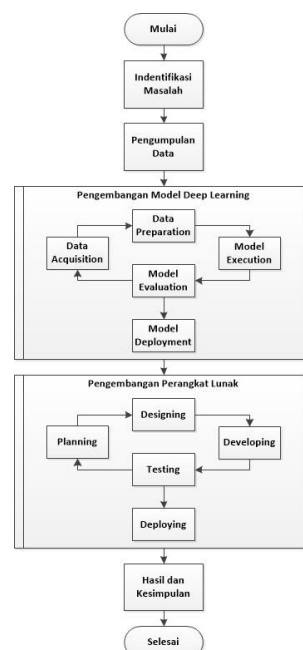 Mulai
Indentifikasi
Masalah
Pengumpulan
Data
Pengembangan Model Deep Learning
Data
Preparation
Data
Acquisition
Model
Execution
Model
Evaluation
Model
Deployment
Pengembangan Perangkat Lunak
Designing
Planning
Developing
Testing
Deploying
Hasil dan
Kesimpulan
Selesai